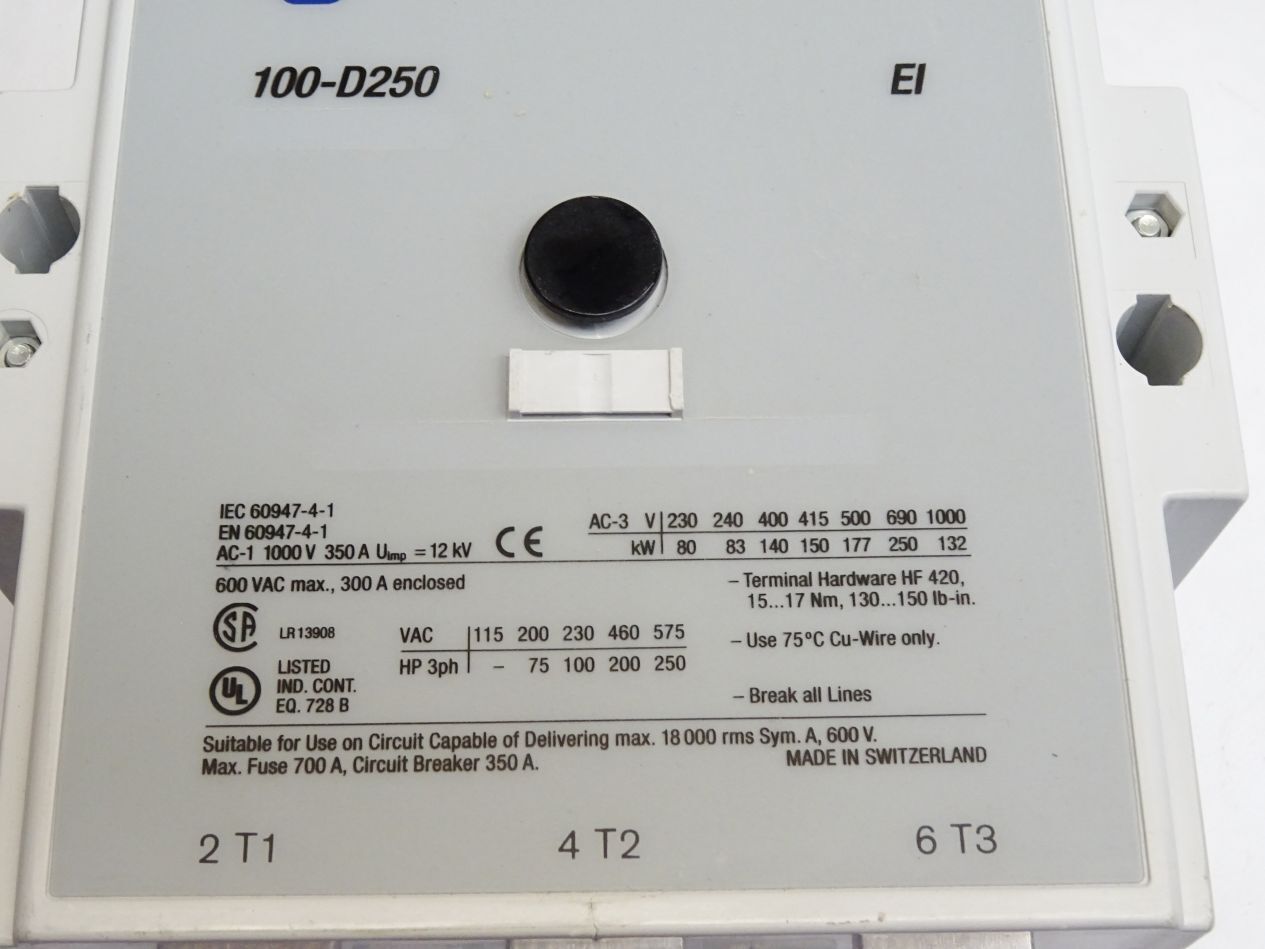 100-D250 EI
IEC 60947-4-1
EN 60947-4-1
AC-1 1000 V 350 A Uimp = 12 kV CE
AC-3 V 230 240 400 415 500 690 1000
kW 80 83 140 150 177 250 132
600 VAC max., 300 A enclosed
– Terminal Hardware HF 420,
15...17 Nm, 130...150 lb-in.
SA LR13908
VAC 115 200 230 460 575
HP 3ph – 75 100 200 250
– Use 75°C Cu-Wire only.
UL
LISTED
IND. CONT.
EQ. 728 B
– Break all Lines
Suitable for Use on Circuit Capable of Delivering max. 18 000 rms Sym. A, 600 V.
Max. Fuse 700 A, Circuit Breaker 350 A.
MADE IN SWITZERLAND
2 T1 4 T2 6 T3